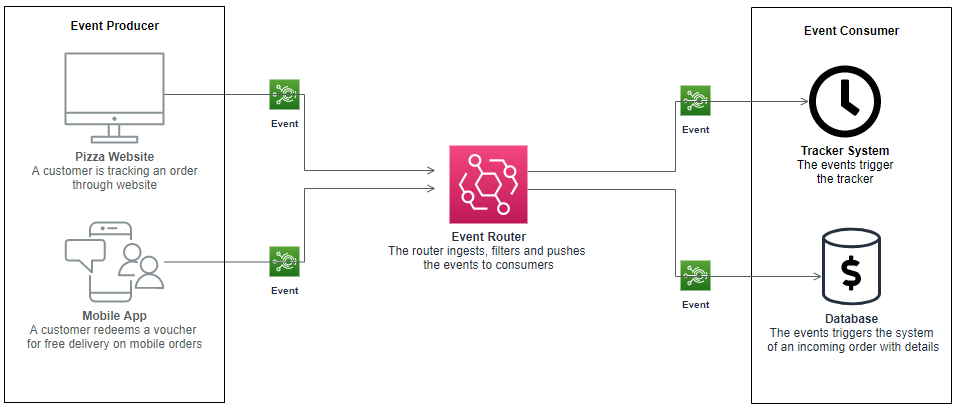 Event Producer
Pizza Website
A customer is tracking an order
through website
Mobile App
A customer redeems a voucher
for free delivery on mobile orders
Event
Event
Event Router
The router ingests, filters and pushes
the events to consumers
Event
Event
Event Consumer
Tracker System
The events trigger
the tracker
$
Database
The events triggers the system
of an incoming order with details